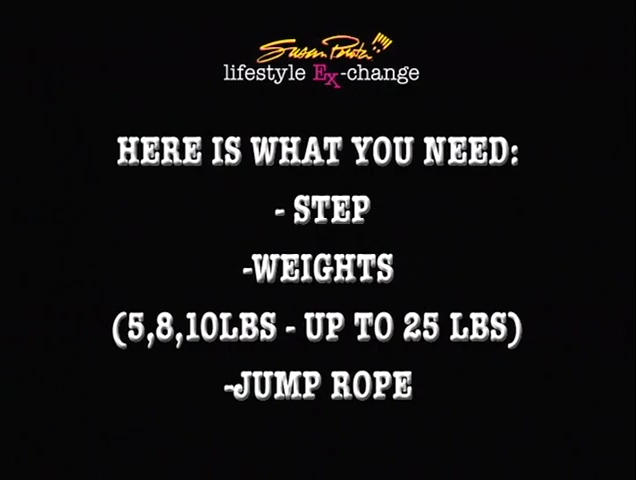 Susan
lifestyle Ex-change
HERE IS WHAT YOU NEED:
- STEP
-WEIGHTS
(5,8,10LBS - UP TO 25 LBS)
-JUMP ROPE